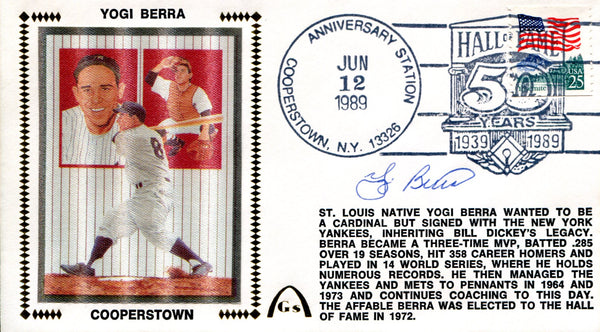 YOGI BERRA
8
COOPERSTOWN
ANNIVERSARY STATION
JUN
12
1989
COOPERSTOWN, N.Y. 13326
HALL OF FAME
50
YEARS
1939 1989
USA
25
Yogi Berra
Gs
ST. LOUIS NATIVE YOGI BERRA WANTED TO BE
A CARDINAL BUT SIGNED WITH THE NEW YORK
YANKEES, INHERITING BILL DICKEY'S LEGACY.
BERRA BECAME A THREE-TIME MVP, BATTED .285
OVER 19 SEASONS, HIT 358 CAREER HOMERS AND
PLAYED IN 14 WORLD SERIES, WHERE HE HOLDS
NUMEROUS RECORDS. HE THEN MANAGED THE
YANKEES AND METS TO PENNANTS IN 1964 AND
1973 AND CONTINUES COACHING TO THIS DAY.
THE AFFABLE BERRA WAS ELECTED TO THE HALL
OF FAME IN 1972.